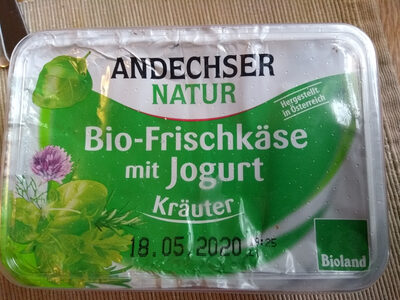 ANDECHSER
NATUR
Hergestellt
in Österreich
Bio-Frischkäse
mit Jogurt
Kräuter
18.05.2020
Bioland